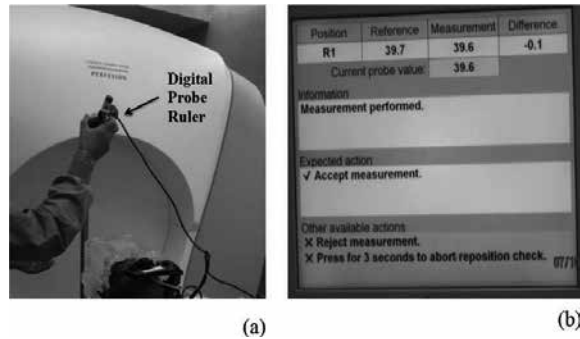 PERFEXION
Digital
Probe
Ruler
(a)
Position Reference Measurement Difference
R1 39.7 39.6 -0.1
Current probe value: 39.6
Information
Measurement performed.
Expected action
√ Accept measurement.
Other available actions
X Reject measurement.
X Press for 3 seconds to abort reposition check.
(b)